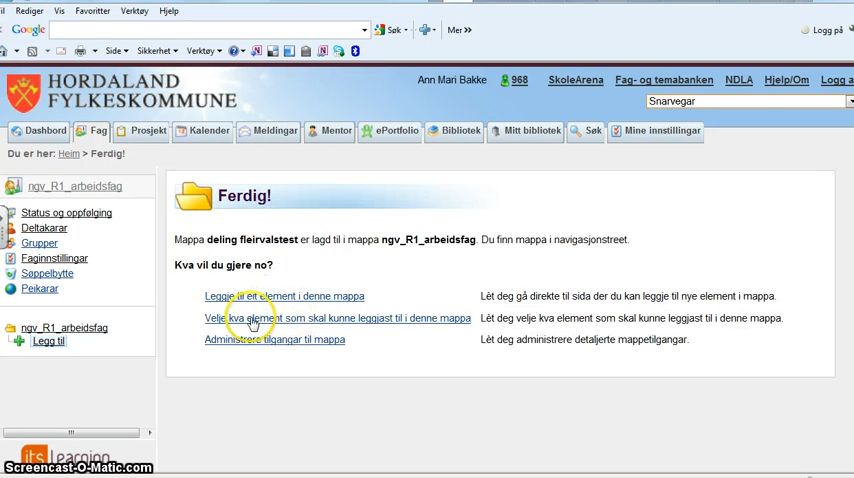 il Rediger Vis Favoritter Verktøy Hjelp
Google Søk Mer» Logg på
Side Sikkerhet Verktøy
HORDALAND
FYLKESKOMMUNE
Ann Mari Bakke 968 SkoleArena Fag- og temabanken NDLA Hjelp/Om Logg a
Snarvegar
Dashbord Fag Prosjekt Kalender Meldingar Mentor ePortfolio Bibliotek Mitt bibliotek Søk Mine innstillingar
Du er her: Heim > Ferdig!
ngv_R1_arbeidsfag
Status og oppfølging
Deltakarar
Grupper
Faginnstillingar
Søppelbytte
Peikarar
ngv_R1_arbeidsfag
Legg til
Ferdig!
Mappa deling fleirvalstest er lagd til i mappa ngv_R1_arbeidsfag. Du finn mappa i navigasjonstreet.
Kva vil du gjere no?
Leggje til eit element i denne mappa Lèt deg gå direkte til sida der du kan leggje til nye element i mappa.
Velje kva element som skal kunne leggjast til i denne mappa Lèt deg velje kva element som skal kunne leggjast til i denne mappa.
Administrere tilgangar til mappa Lèt deg administrere detaljerte mappetilgangar.
its Learning
Screencast-O-Matic.com